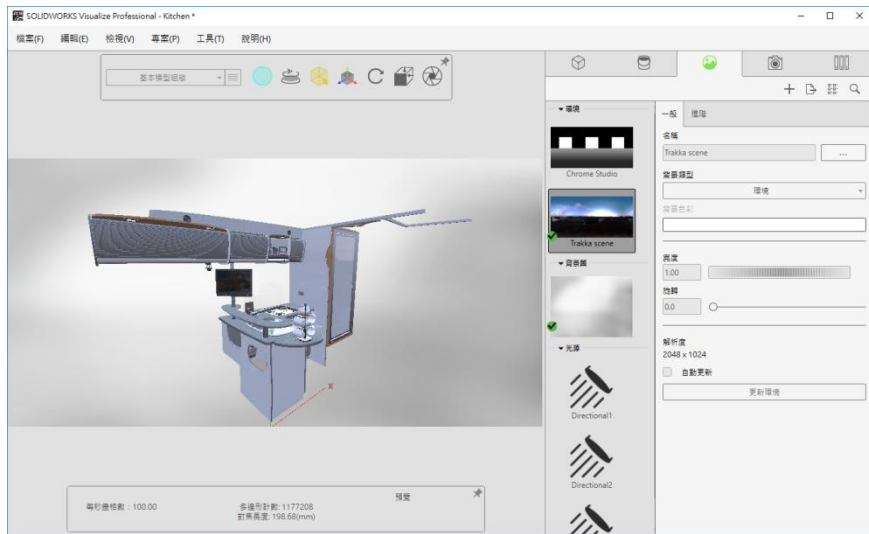 SOLIDWORKS Visualize Professional - Kitchen *
檔案(F) 編輯(E) 檢視(V) 專案(P) 工具(T) 說明(H)
基本模型組態
環境
Chrome Studio
Trakka scene
背景圖
光源
Directional1
Directional2
一般 進階
名稱
Trakka scene ...
背景類型
環境
背景色彩
亮度
1.00
旋轉
0.0
解析度
2048 x 1024
自動更新
更新環境
X
每秒畫格數 : 100.00
多邊形計數: 1177208
對焦長度: 198.68(mm)
預覽